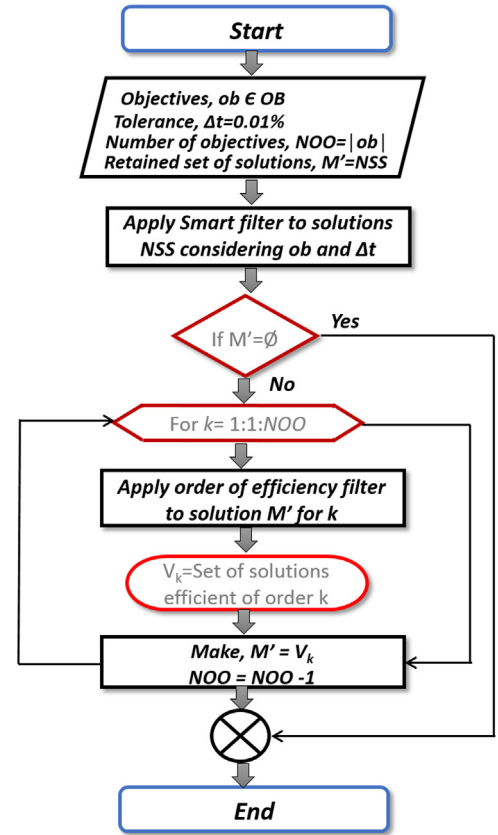 Start
Objectives, ob Є OB
Tolerance, Δt=0.01%
Number of objectives, NOO=|ob|
Retained set of solutions, M’=NSS
Apply Smart filter to solutions
NSS considering ob and Δt
If M’=Ø
Yes
No
For k= 1:1:NOO
Apply order of efficiency filter
to solution M’ for k
Vk=Set of solutions
efficient of order k
Make, M’ = Vk
NOO = NOO -1
End